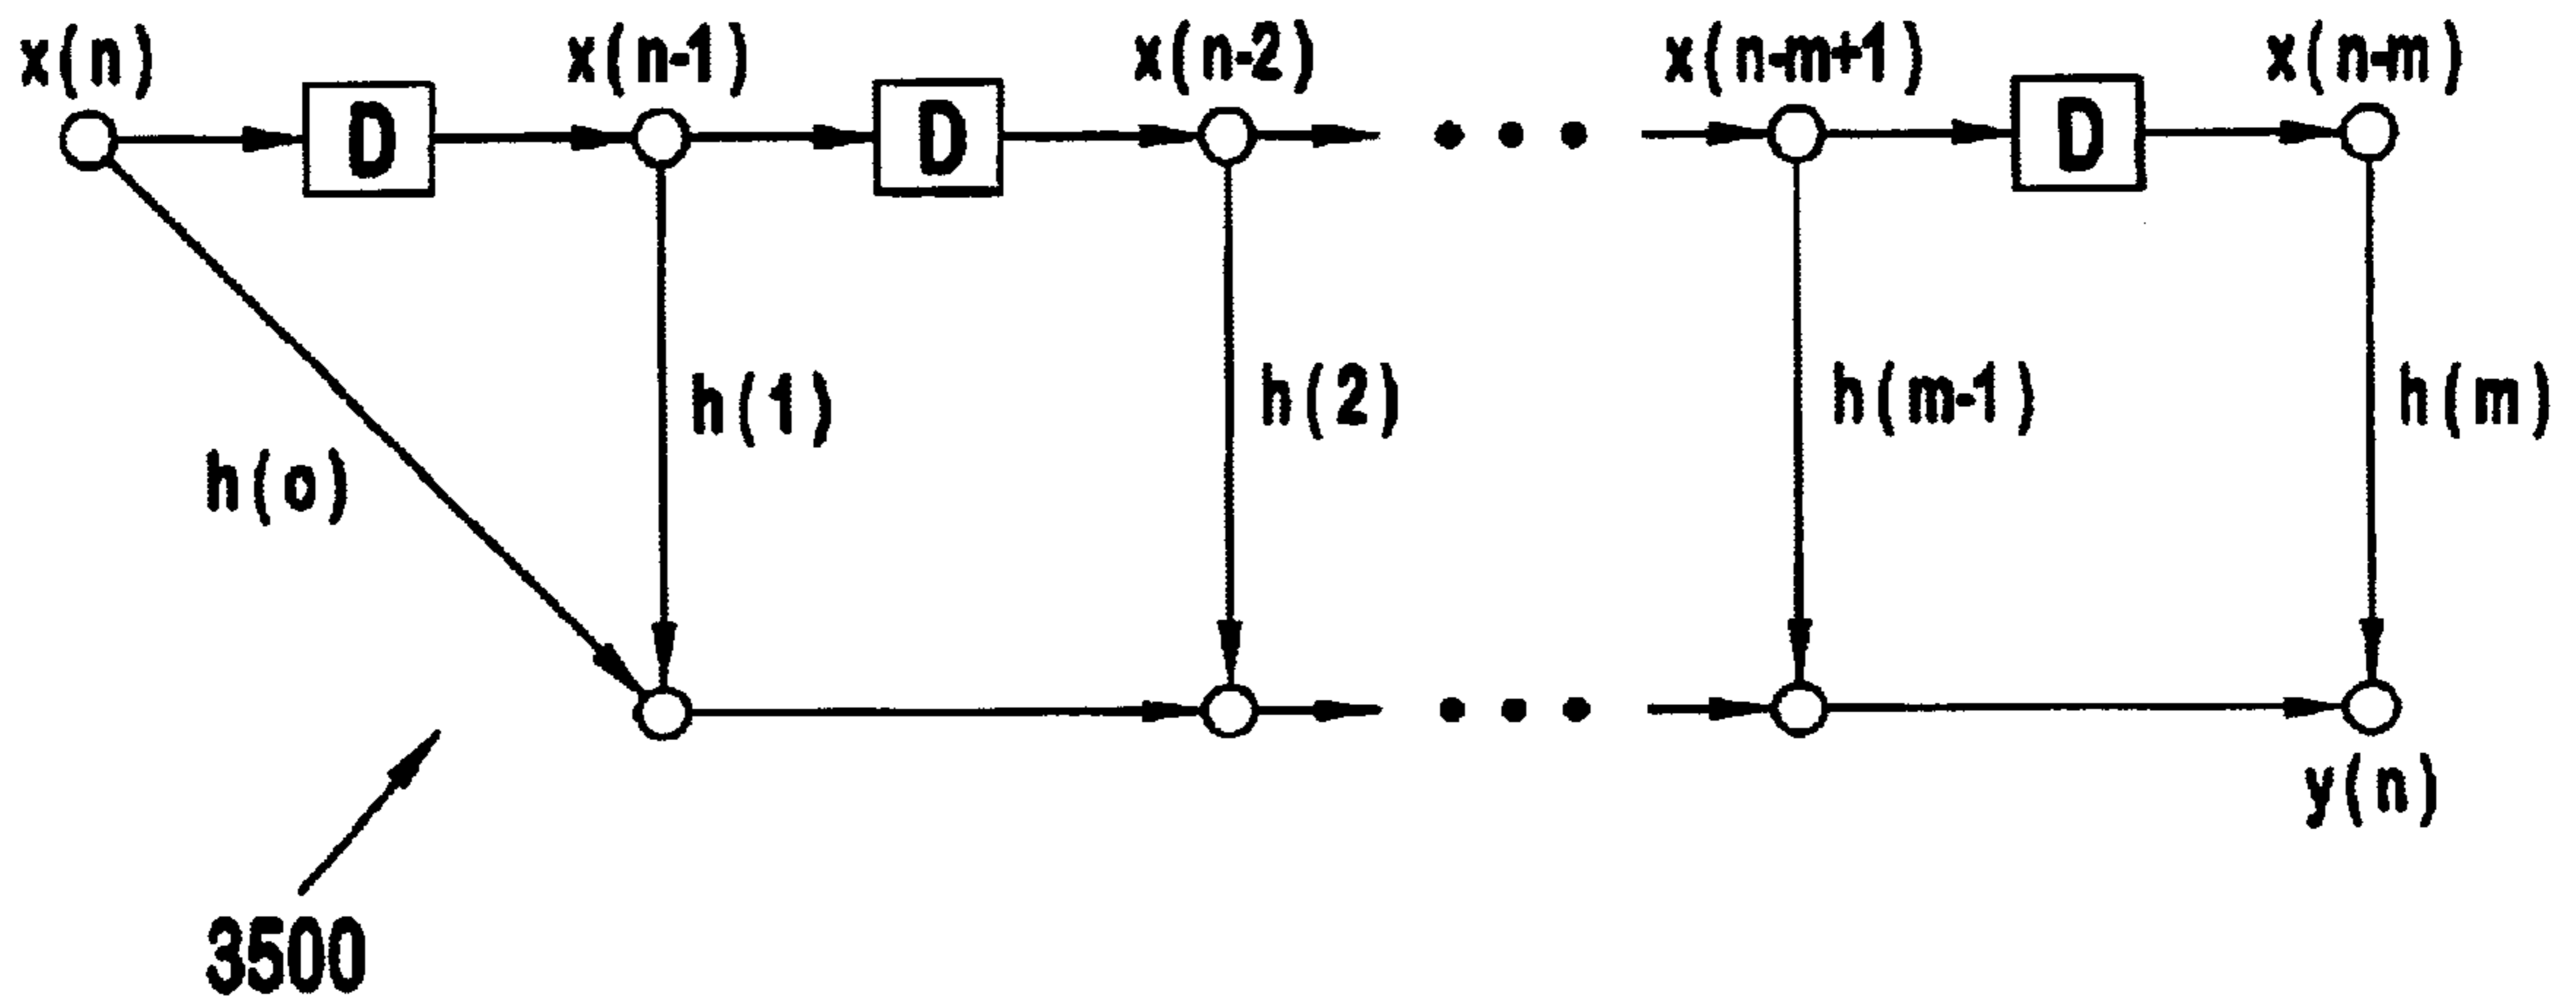 x(n) x(n-1) x(n-2) x(n-m+1) x(n-m)
D D D
h(o) h(1) h(2) h(m-1) h(m)
y(n)
3500